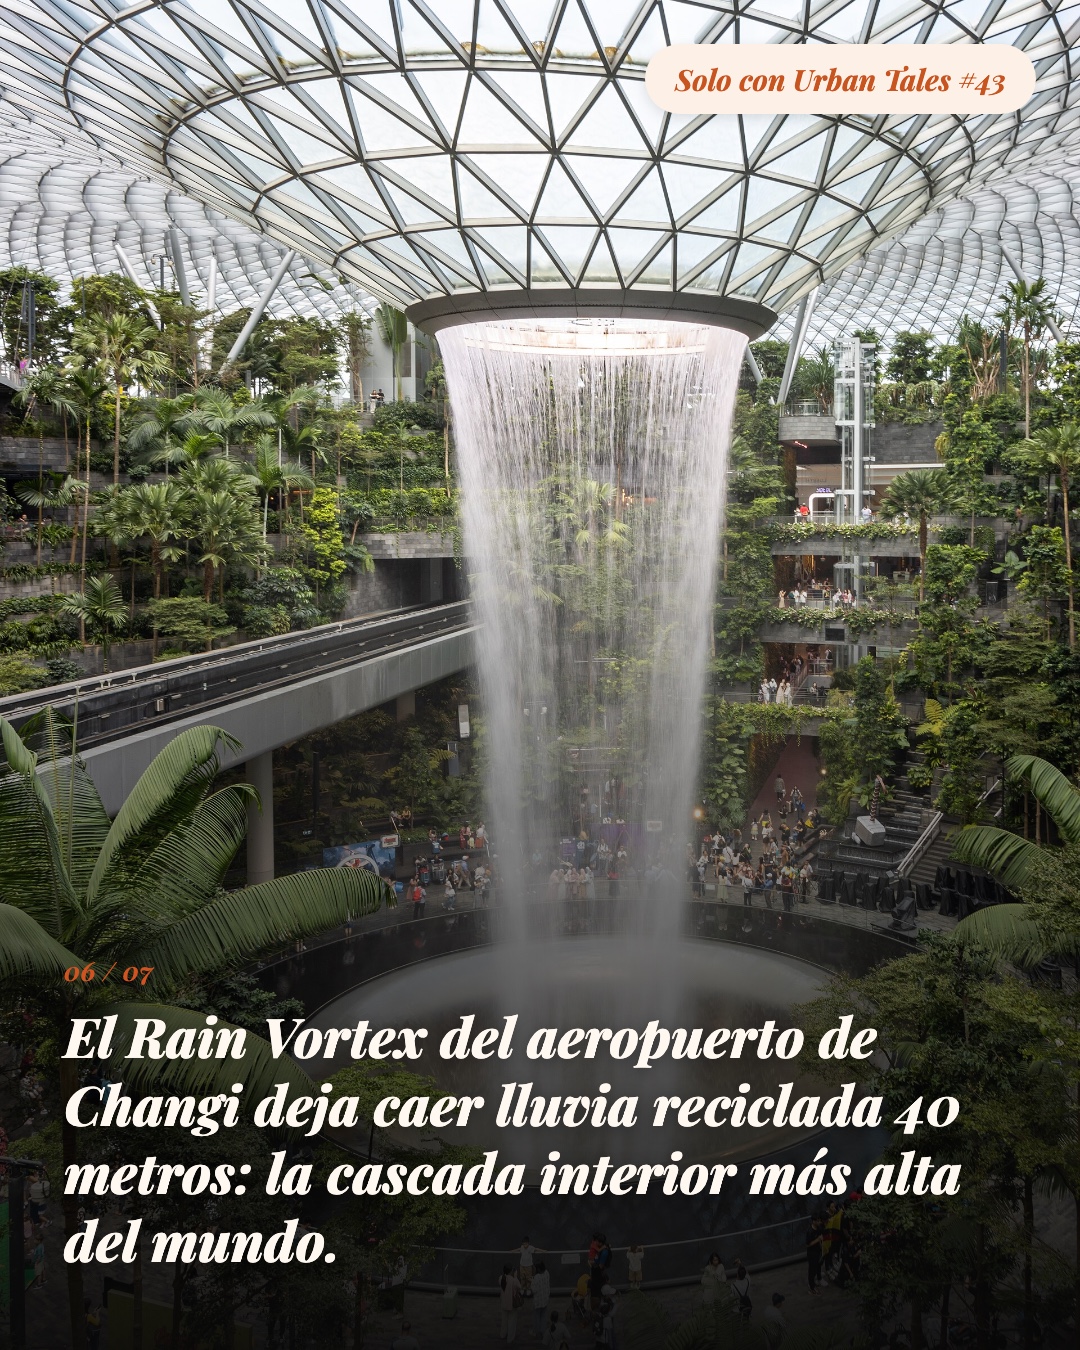 Solo con Urban Tales #43
06 / 07
El Rain Vortex del aeropuerto de
Changi deja caer lluvia reciclada 40
metros: la cascada interior más alta
del mundo.